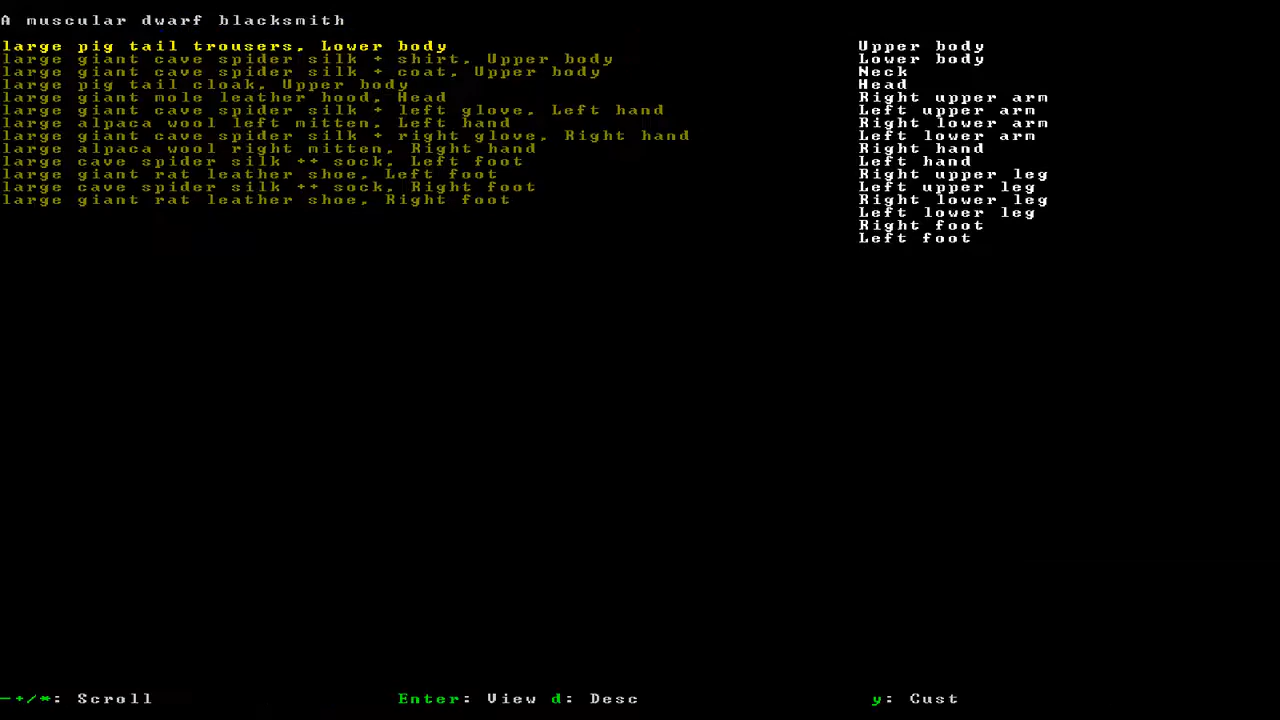 A muscular dwarf blacksmith
large pig tail trousers, Lower body
large giant cave spider silk + shirt, Upper body
large giant cave spider silk + coat, Upper body
large pig tail cloak, Upper body
large giant mole leather hood, Head
large giant cave spider silk + left glove, Left hand
large alpaca wool left mitten, Left hand
large giant cave spider silk + right glove, Right hand
large alpaca wool right mitten, Right hand
large cave spider silk ++ sock, Left foot
large giant rat leather shoe, Left foot
large cave spider silk ++ sock, Right foot
large giant rat leather shoe, Right foot
Upper body
Lower body
Neck
Head
Right upper arm
Left upper arm
Right lower arm
Left lower arm
Right hand
Left hand
Right upper leg
Left upper leg
Right lower leg
Left lower leg
Right foot
Left foot
-+/*: Scroll Enter: View d: Desc y: Cust